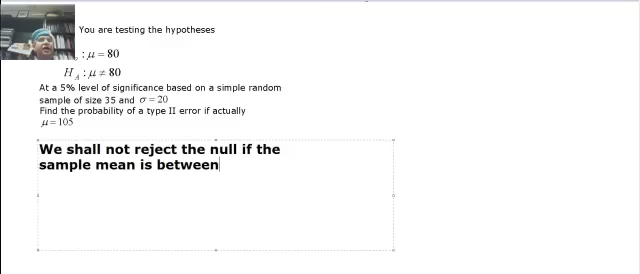 You are testing the hypotheses
: μ = 80
H A : μ ≠ 80
At a 5% level of significance based on a simple random
sample of size 35 and σ = 20
Find the probability of a type II error if actually
μ = 105
We shall not reject the null if the
sample mean is between